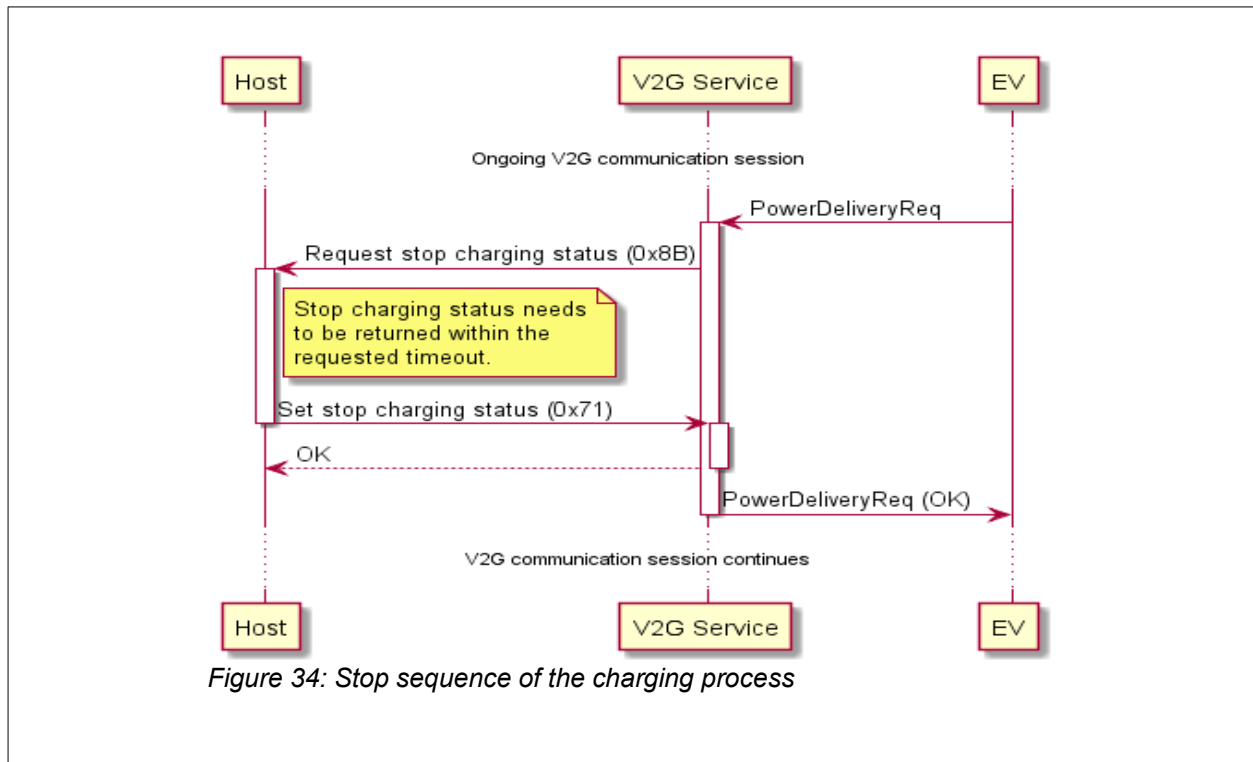 Host
V2G Service
EV
Ongoing V2G communication session
PowerDeliveryReq
Request stop charging status (0x8B)
Stop charging status needs
to be returned within the
requested timeout.
Set stop charging status (0x71)
OK
PowerDeliveryReq (OK)
V2G communication session continues
Host
V2G Service
EV
Figure 34: Stop sequence of the charging process